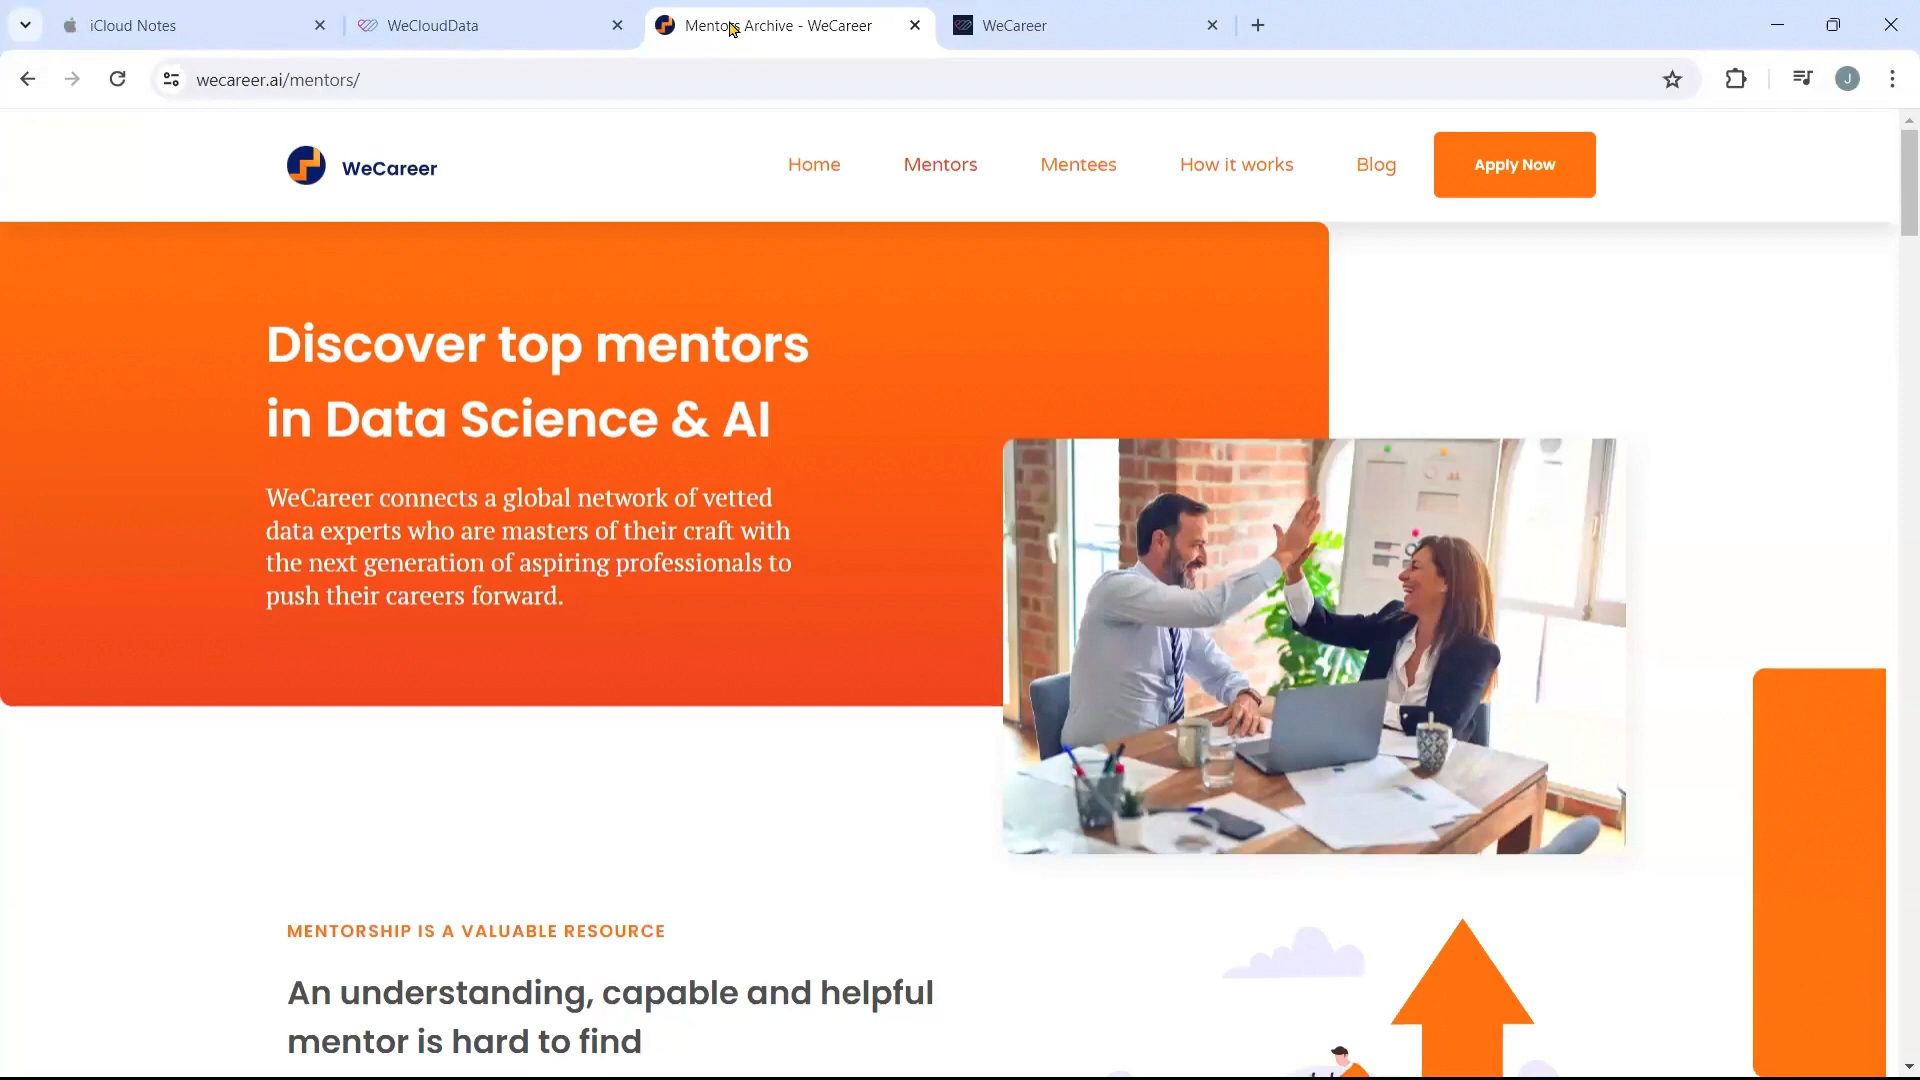 iCloud Notes
WeCloudData
Mentors Archive - WeCareer
WeCareer
wecareer.ai/mentors/
J
WeCareer
Home
Mentors
Mentees
How it works
Blog
Apply Now
Discover top mentors
in Data Science & AI
WeCareer connects a global network of vetted
data experts who are masters of their craft with
the next generation of aspiring professionals to
push their careers forward.
MENTORSHIP IS A VALUABLE RESOURCE
An understanding, capable and helpful
mentor is hard to find